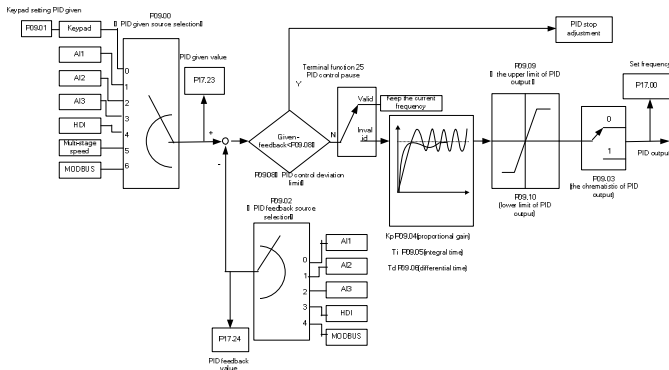 Keypad setting PID given
P09.01
Keypad
AI1
AI2
AI3
HDI
Multi-stage
speed
MODBUS
P09.00
PID given source selection
0
1
2
3
4
5
6
PID given value
P17.23
+
-
Y
Given-
feedback<P09.08
N
P09.08 PID control deviation
limit
Terminal function 25
PID control pause
Valid
Inval
id
Keep the current
frequency
PID stop
adjustment
Kp P09.04(proportional gain)
Ti P09.05(integral time)
Td P09.06(differential time)
P09.09
the upper limit of PID
output
P09.10
(lower limit of PID
output)
0
1
P09.03
(the chrmatistic of PID
output)
Set frequency
P17.00
PID output
P09.02
PID feedback source
selection
0
1
2
3
4
AI1
AI2
AI3
HDI
MODBUS
P17.24
PID feedback
value